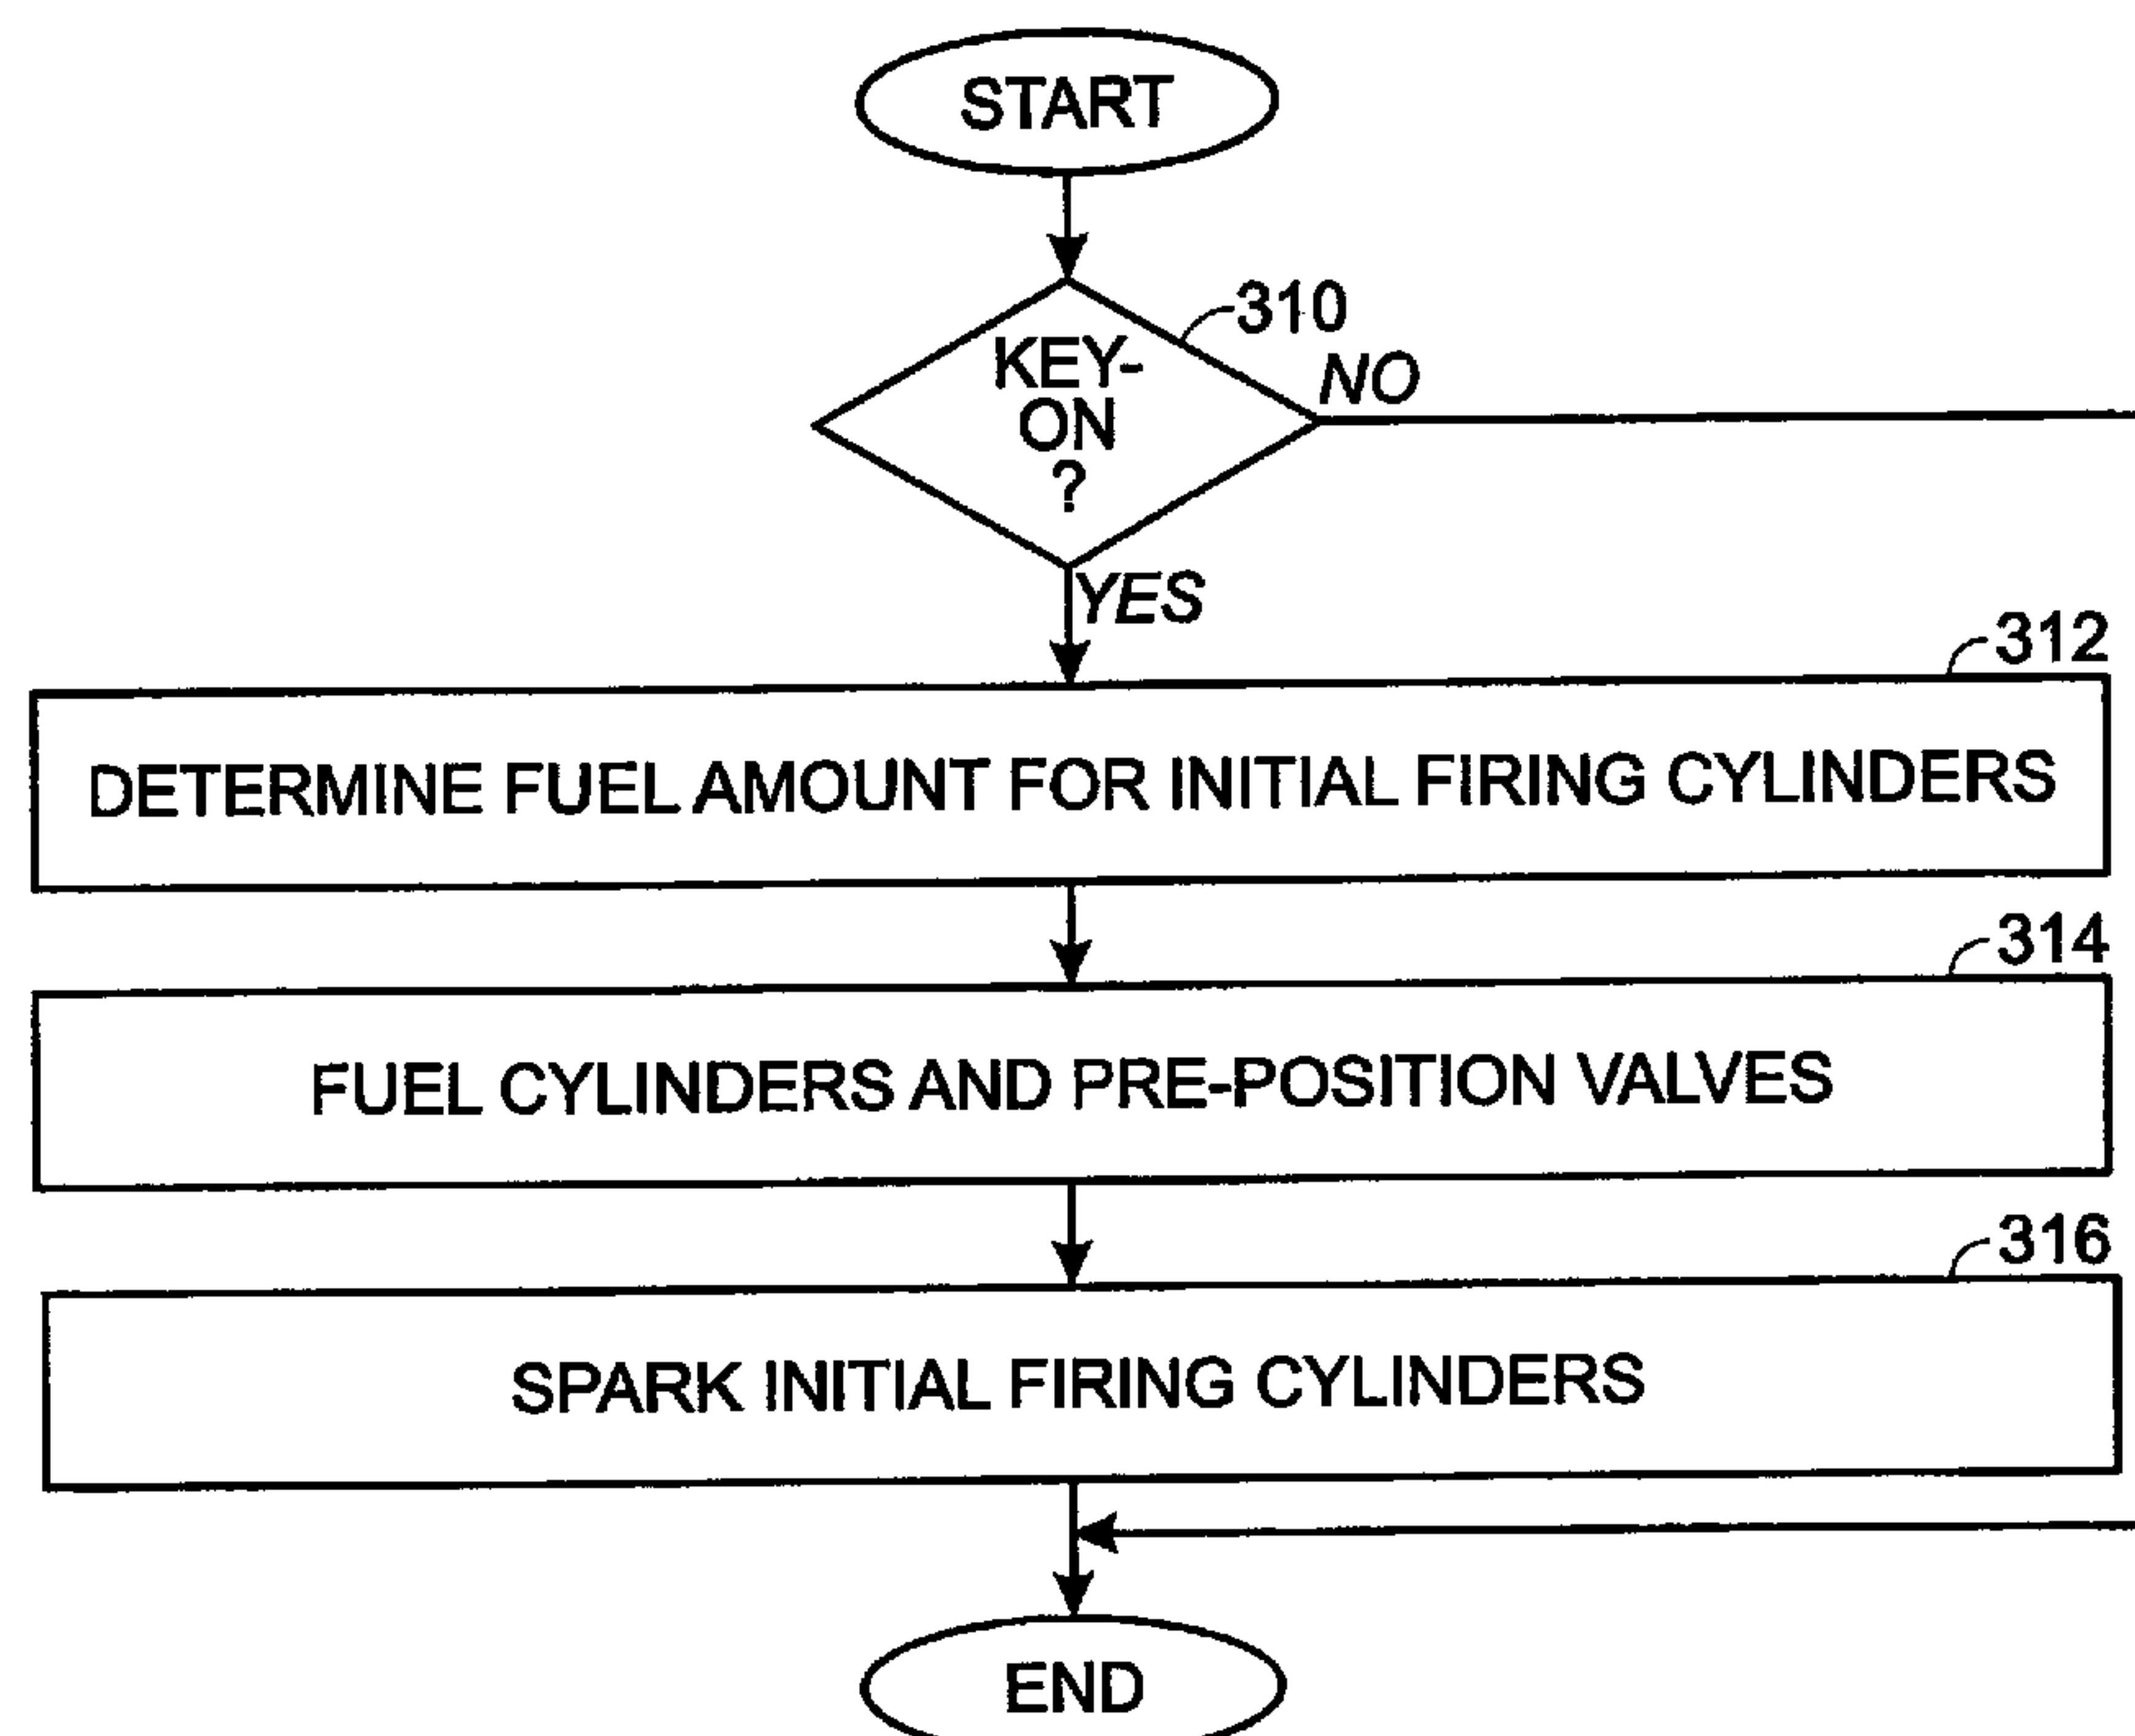 START
310
KEY-
ON
?
NO
YES
312
DETERMINE FUEL AMOUNT FOR INITIAL FIRING CYLINDERS
314
FUEL CYLINDERS AND PRE-POSITION VALVES
316
SPARK INITIAL FIRING CYLINDERS
END